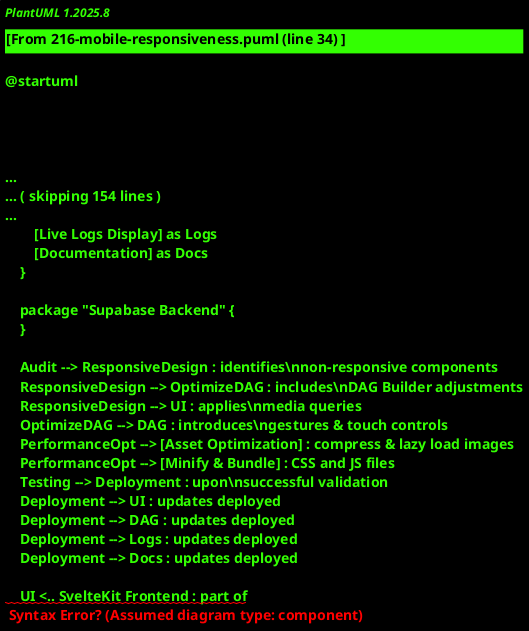 PlantUML 1.2025.8
[From 216-mobile-responsiveness.puml (line 34) ]
@startuml
...
... ( skipping 154 lines )
...
[Live Logs Display] as Logs
[Documentation] as Docs
}
package "Supabase Backend" {
}
Audit --> ResponsiveDesign : identifies\nnon-responsive components
ResponsiveDesign --> OptimizeDAG : includes\nDAG Builder adjustments
ResponsiveDesign --> UI : applies\nmedia queries
OptimizeDAG --> DAG : introduces\ngestures & touch controls
PerformanceOpt --> [Asset Optimization] : compress & lazy load images
PerformanceOpt --> [Minify & Bundle] : CSS and JS files
Testing --> Deployment : upon\nsuccessful validation
Deployment --> UI : updates deployed
Deployment --> DAG : updates deployed
Deployment --> Logs : updates deployed
Deployment --> Docs : updates deployed
UI <.. SvelteKit Frontend : part of
Syntax Error? (Assumed diagram type: component)